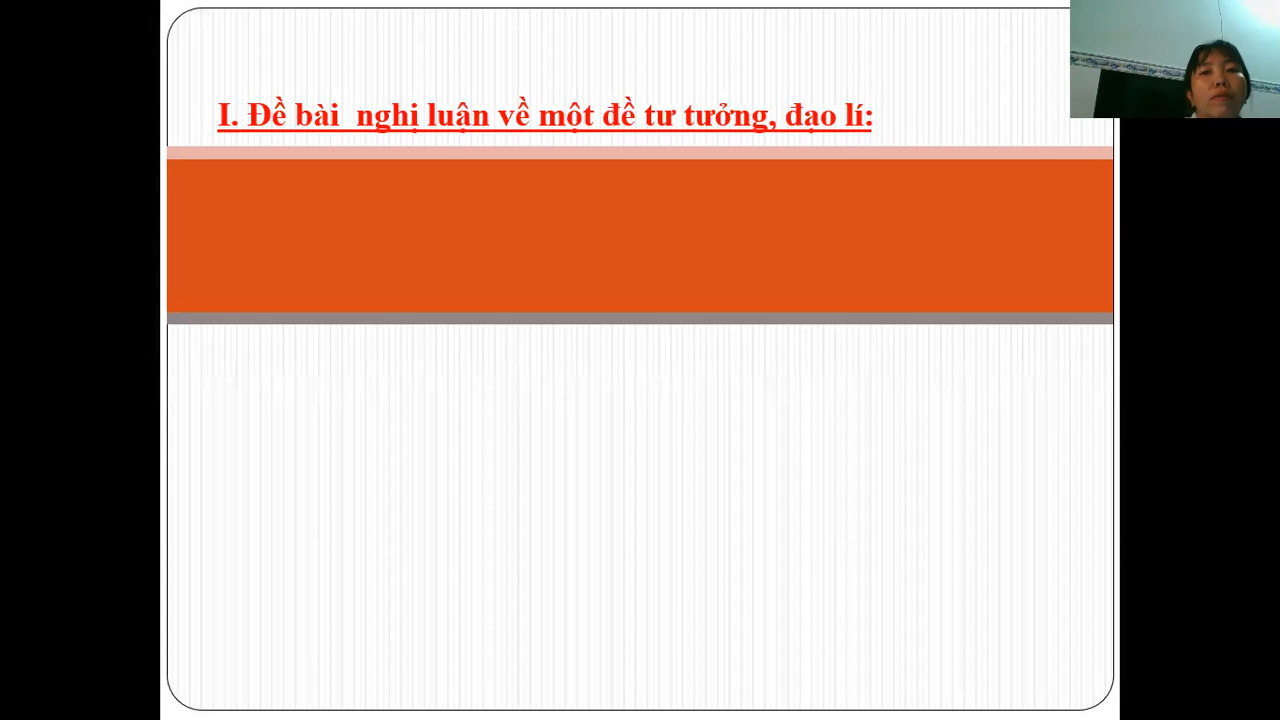 I. Đề bài nghị luận về một đề tư tưởng, đạo lí: